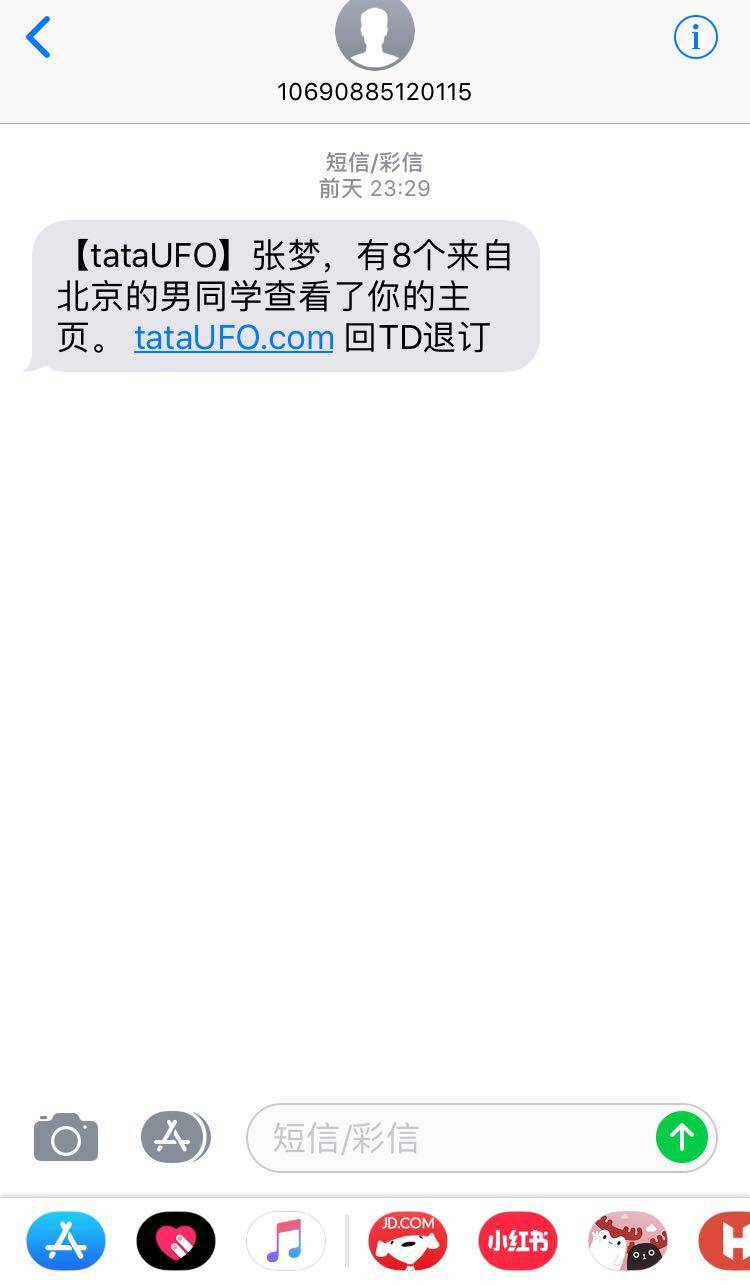 10690885120115
短信/彩信
前天 23:29
【tataUFO】张梦，有8个来自
北京的男同学查看了你的主
页。 tataUFO.com 回TD退订
短信/彩信
JD.COM
小红书
H